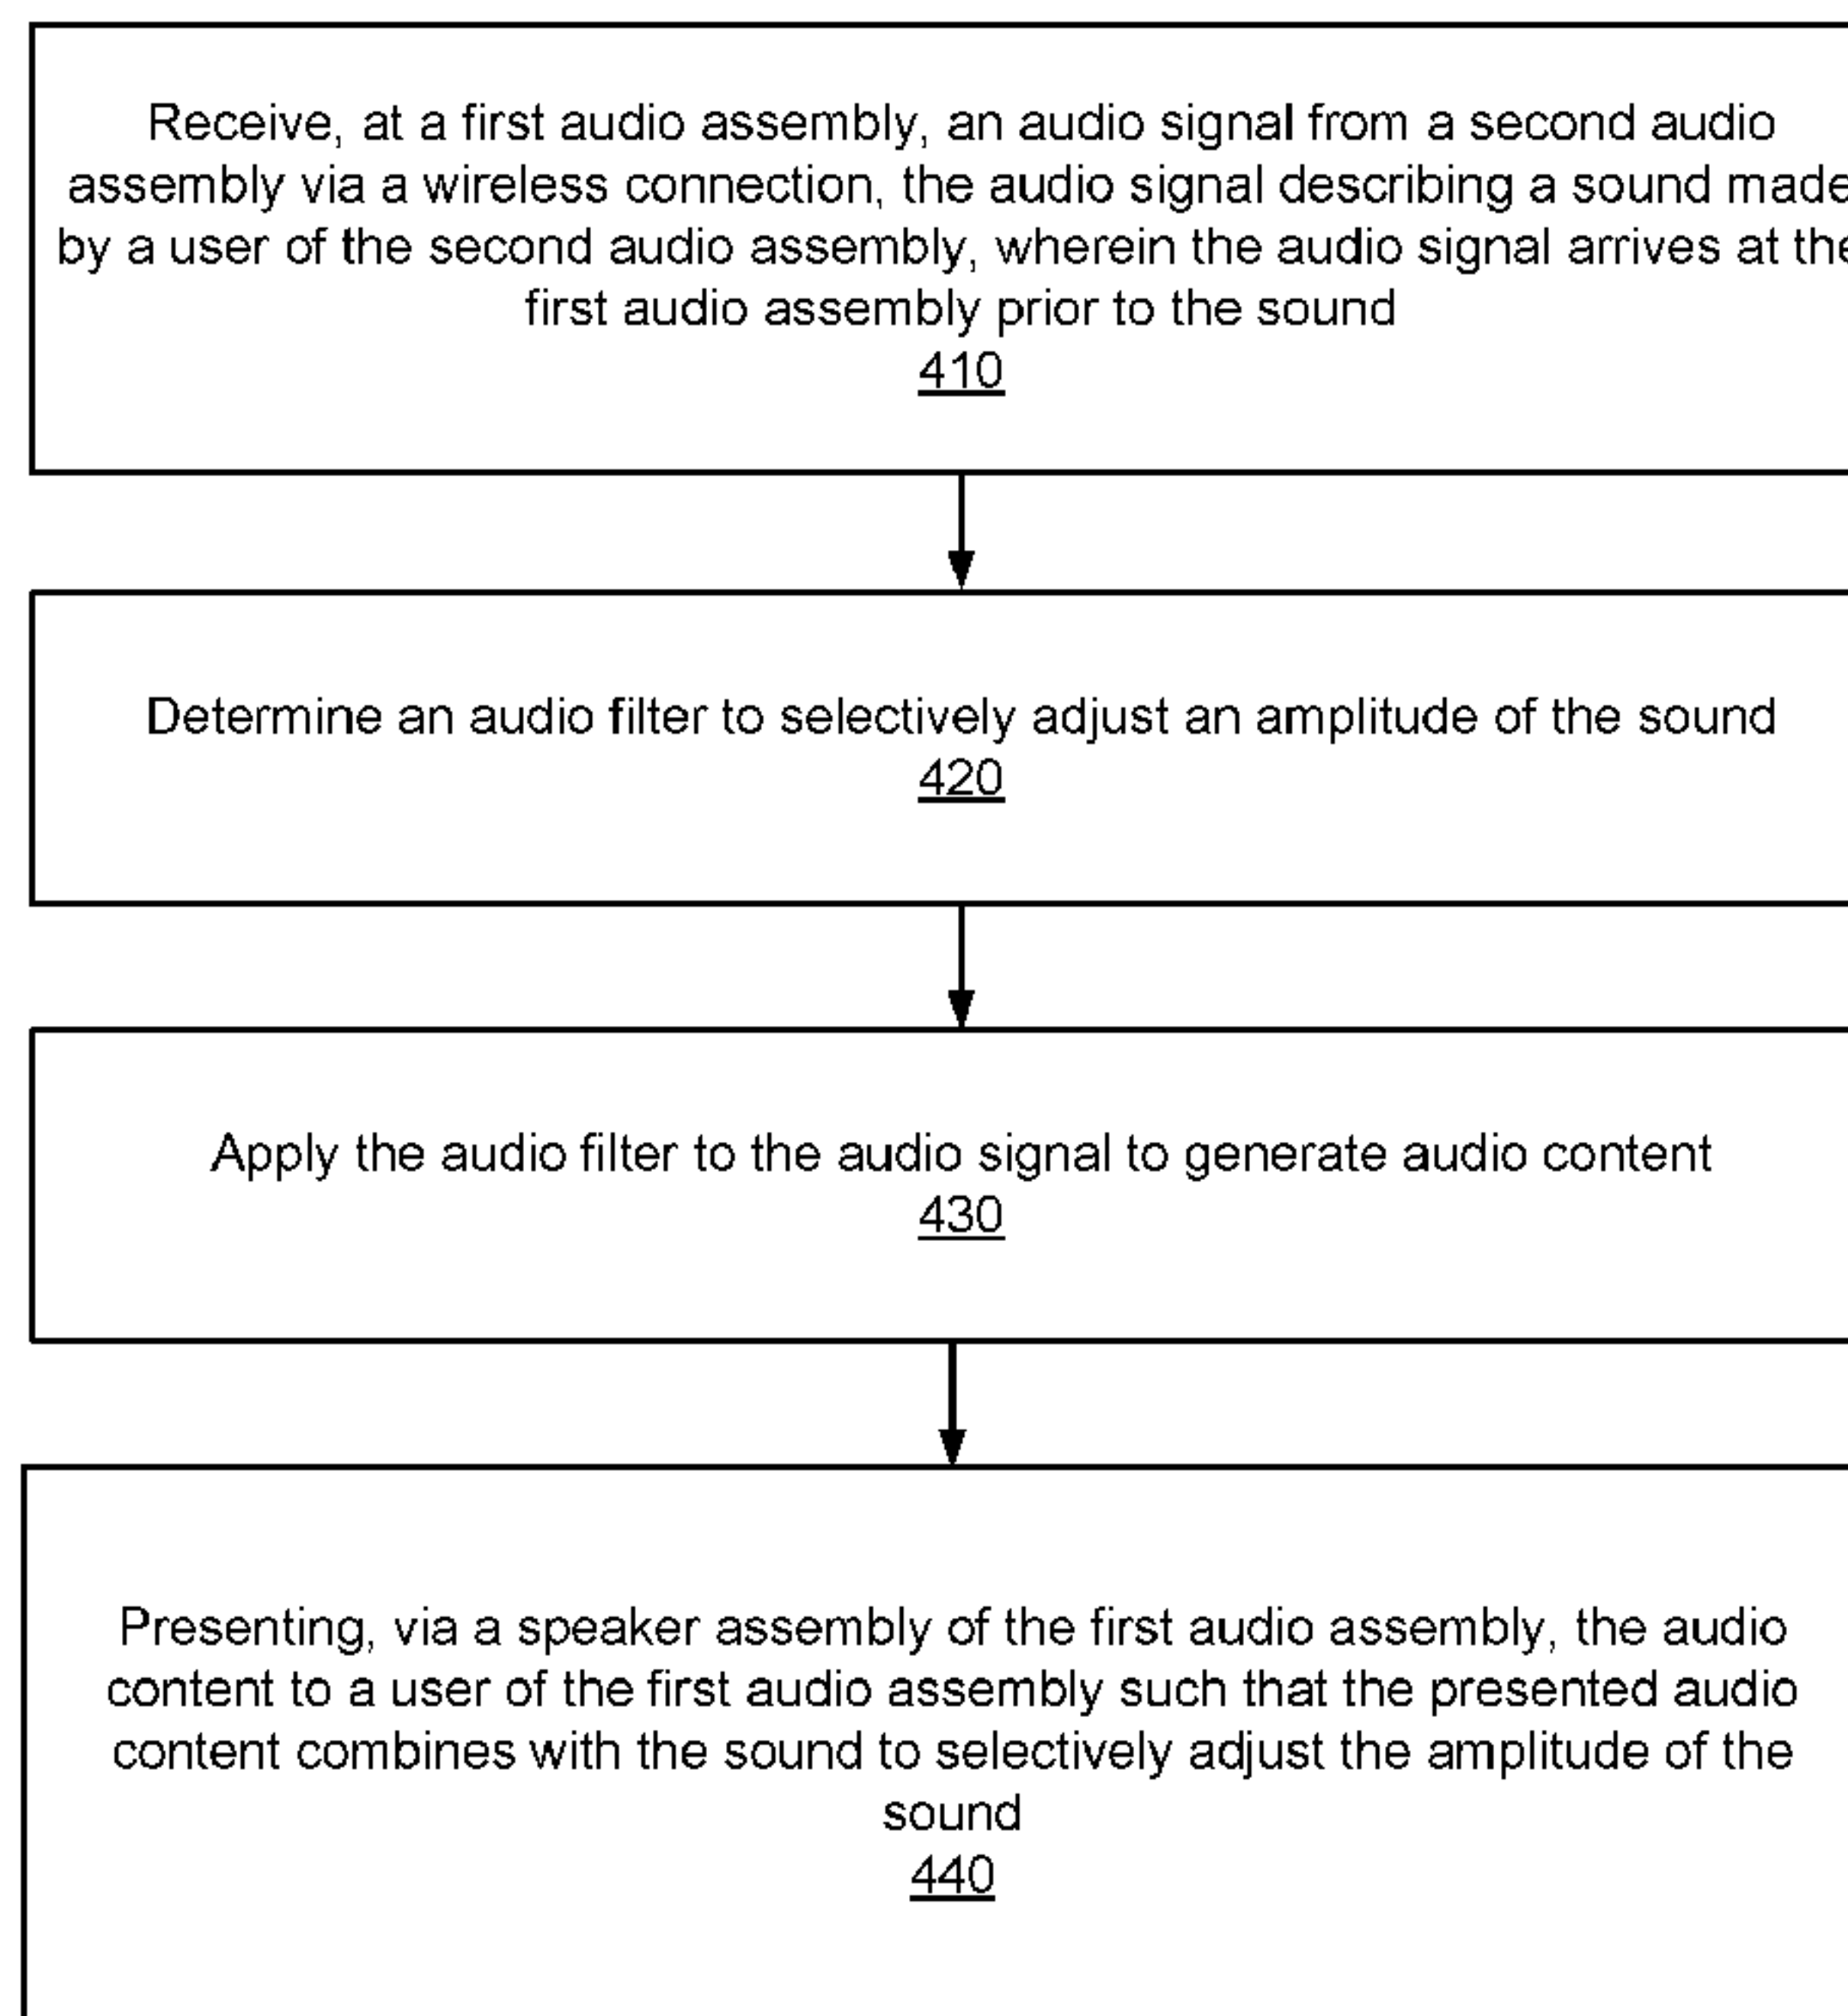 Receive, at a first audio assembly, an audio signal from a second audio
assembly via a wireless connection, the audio signal describing a sound made
by a user of the second audio assembly, wherein the audio signal arrives at the
first audio assembly prior to the sound
410
Determine an audio filter to selectively adjust an amplitude of the sound
420
Apply the audio filter to the audio signal to generate audio content
430
Presenting, via a speaker assembly of the first audio assembly, the audio
content to a user of the first audio assembly such that the presented audio
content combines with the sound to selectively adjust the amplitude of the
sound
440